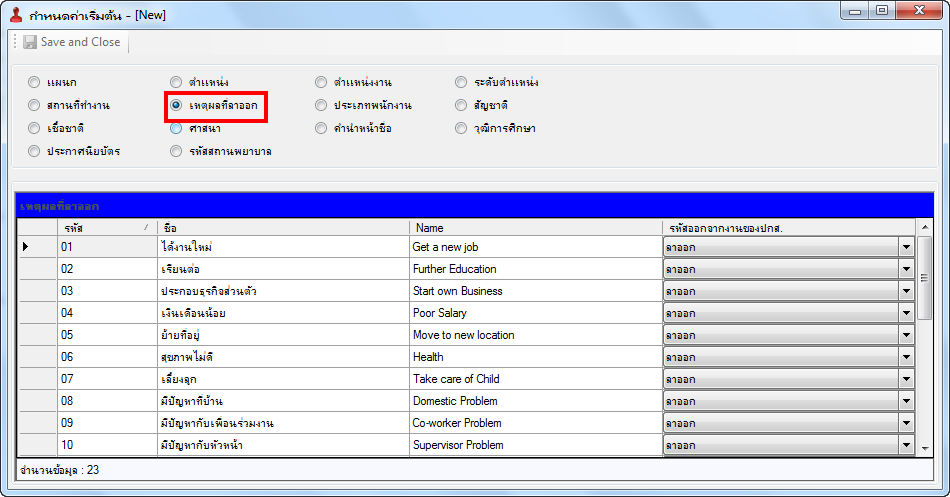 กำหนดค่าเริ่มต้น - [New]
Save and Close
แผนก ตำแหน่ง ตำแหน่งงาน ระดับตำแหน่ง
สถานที่ทำงาน เหตุผลที่ลาออก ประเภทพนักงาน สัญชาติ
เชื้อชาติ ศาสนา คำนำหน้าชื่อ วุฒิการศึกษา
ประกาศนียบัตร รหัสสถานพยาบาล
เหตุผลที่ลาออก
รหัส ชื่อ Name รหัสออกจากงานของปกส.
01 ได้งานใหม่ Get a new job ลาออก
02 เรียนต่อ Further Education ลาออก
03 ประกอบธุรกิจส่วนตัว Start own Business ลาออก
04 เงินเดือนน้อย Poor Salary ลาออก
05 ย้ายที่อยู่ Move to new location ลาออก
06 สุขภาพไม่ดี Health ลาออก
07 เลี้ยงลูก Take care of Child ลาออก
08 มีปัญหาที่บ้าน Domestic Problem ลาออก
09 มีปัญหากับเพื่อนร่วมงาน Co-worker Problem ลาออก
10 มีปัญหากับหัวหน้า Supervisor Problem ลาออก
จำนวนข้อมูล : 23